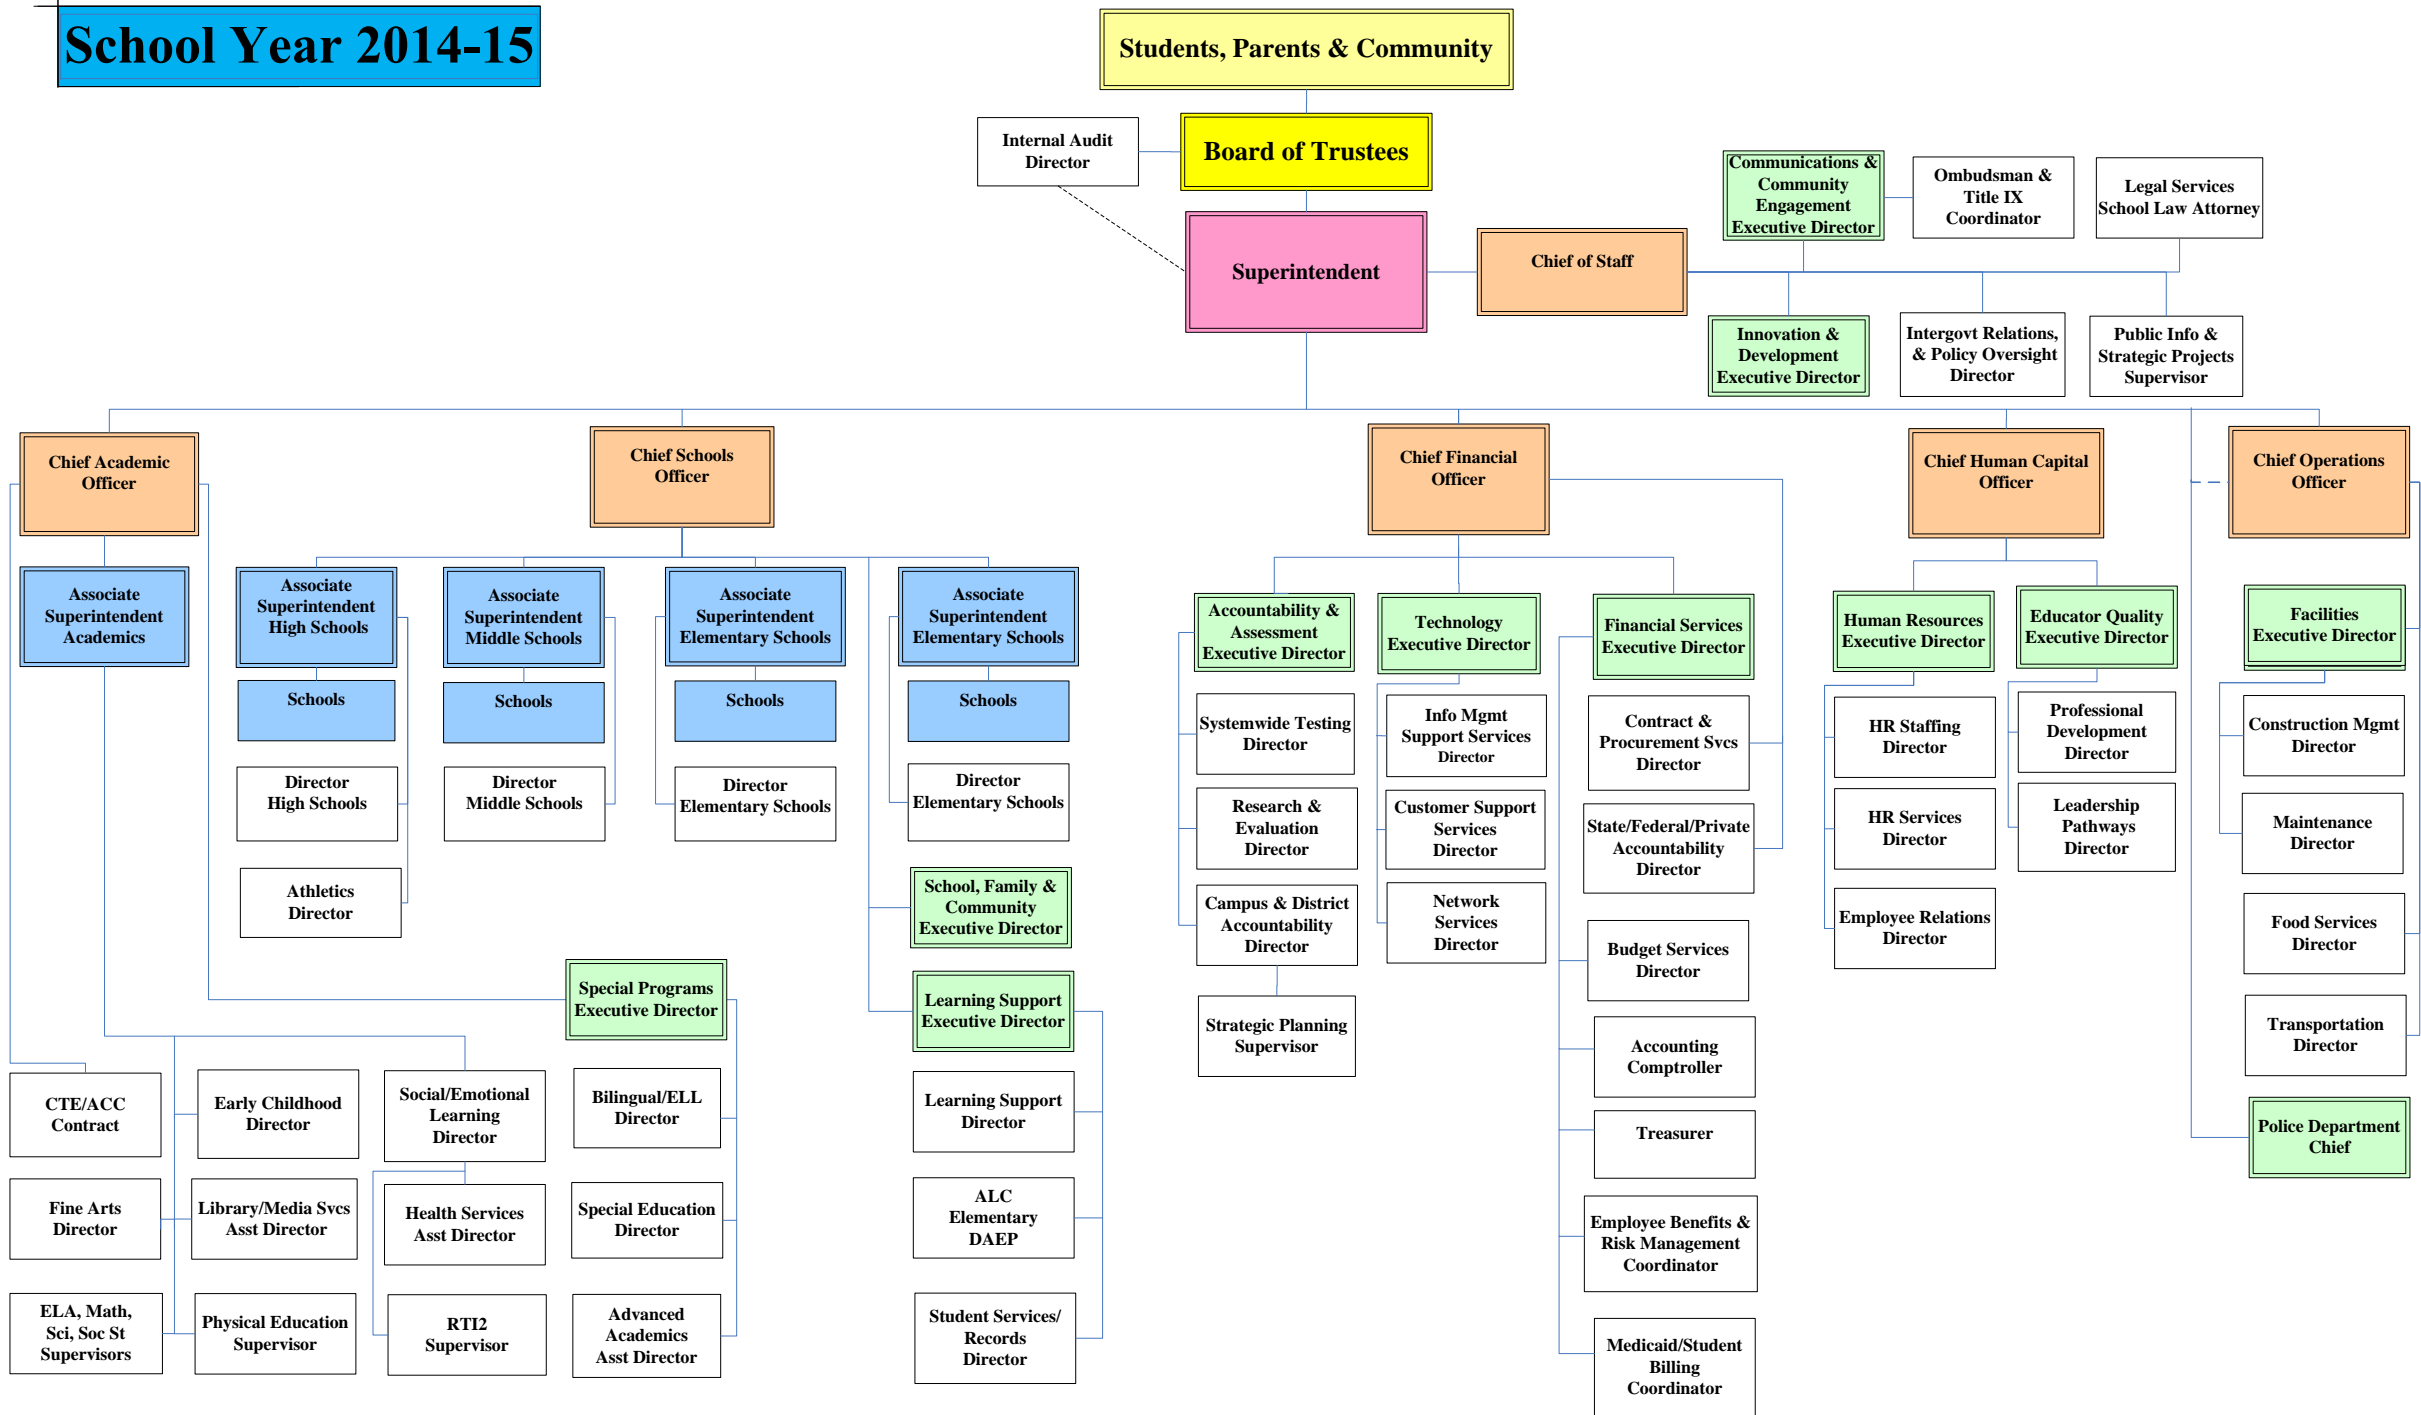 School Year 2014-15
Students, Parents & Community
Internal Audit
Director
Board of Trustees
Communications &
Community
Engagement
Executive Director
Ombudsman &
Title IX
Coordinator
Legal Services
School Law Attorney
Superintendent
Chief of Staff
Innovation &
Development
Executive Director
Intergovt Relations,
& Policy Oversight
Director
Public Info &
Strategic Projects
Supervisor
Chief Academic
Officer
Chief Schools
Officer
Chief Financial
Officer
Chief Human Capital
Officer
Chief Operations
Officer
Associate
Superintendent
Academics
Associate
Superintendent
High Schools
Associate
Superintendent
Middle Schools
Associate
Superintendent
Elementary Schools
Associate
Superintendent
Elementary Schools
Accountability &
Assessment
Executive Director
Technology
Executive Director
Financial Services
Executive Director
Human Resources
Executive Director
Educator Quality
Executive Director
Facilities
Executive Director
Schools
Schools
Schools
Schools
Systemwide Testing
Director
Info Mgmt
Support Services
Director
Contract &
Procurement Svcs
Director
HR Staffing
Director
Professional
Development
Director
Construction Mgmt
Director
Director
High Schools
Director
Middle Schools
Director
Elementary Schools
Director
Elementary Schools
Research &
Evaluation
Director
Customer Support
Services
Director
State/Federal/Private
Accountability
Director
HR Services
Director
Leadership
Pathways
Director
Maintenance
Director
Athletics
Director
School, Family &
Community
Executive Director
Campus & District
Accountability
Director
Network
Services
Director
Budget Services
Director
Employee Relations
Director
Food Services
Director
Special Programs
Executive Director
Learning Support
Executive Director
Strategic Planning
Supervisor
Accounting
Comptroller
Transportation
Director
CTE/ACC
Contract
Early Childhood
Director
Social/Emotional
Learning
Director
Bilingual/ELL
Director
Learning Support
Director
Treasurer
Police Department
Chief
Fine Arts
Director
Library/Media Svcs
Asst Director
Health Services
Asst Director
Special Education
Director
ALC
Elementary
DAEP
Employee Benefits &
Risk Management
Coordinator
ELA, Math,
Sci, Soc St
Supervisors
Physical Education
Supervisor
RTI2
Supervisor
Advanced
Academics
Asst Director
Student Services/
Records
Director
Medicaid/Student
Billing
Coordinator